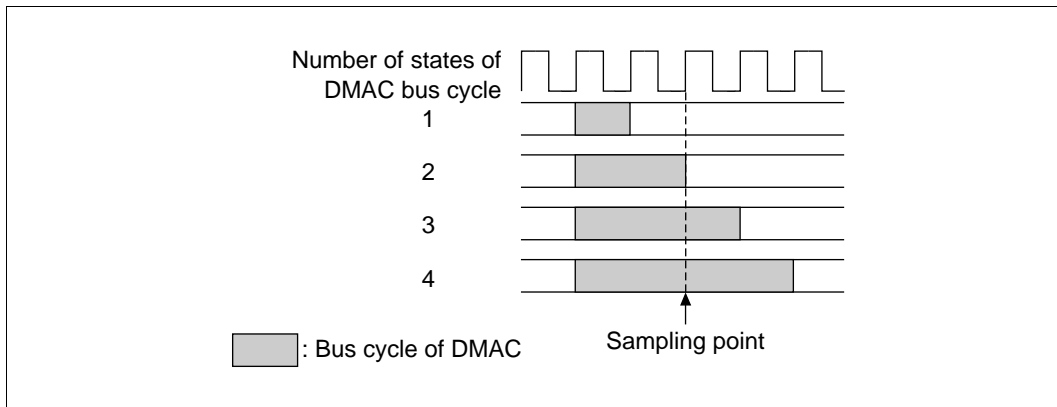 Number of states of
DMAC bus cycle
1
2
3
4
Sampling point
: Bus cycle of DMAC